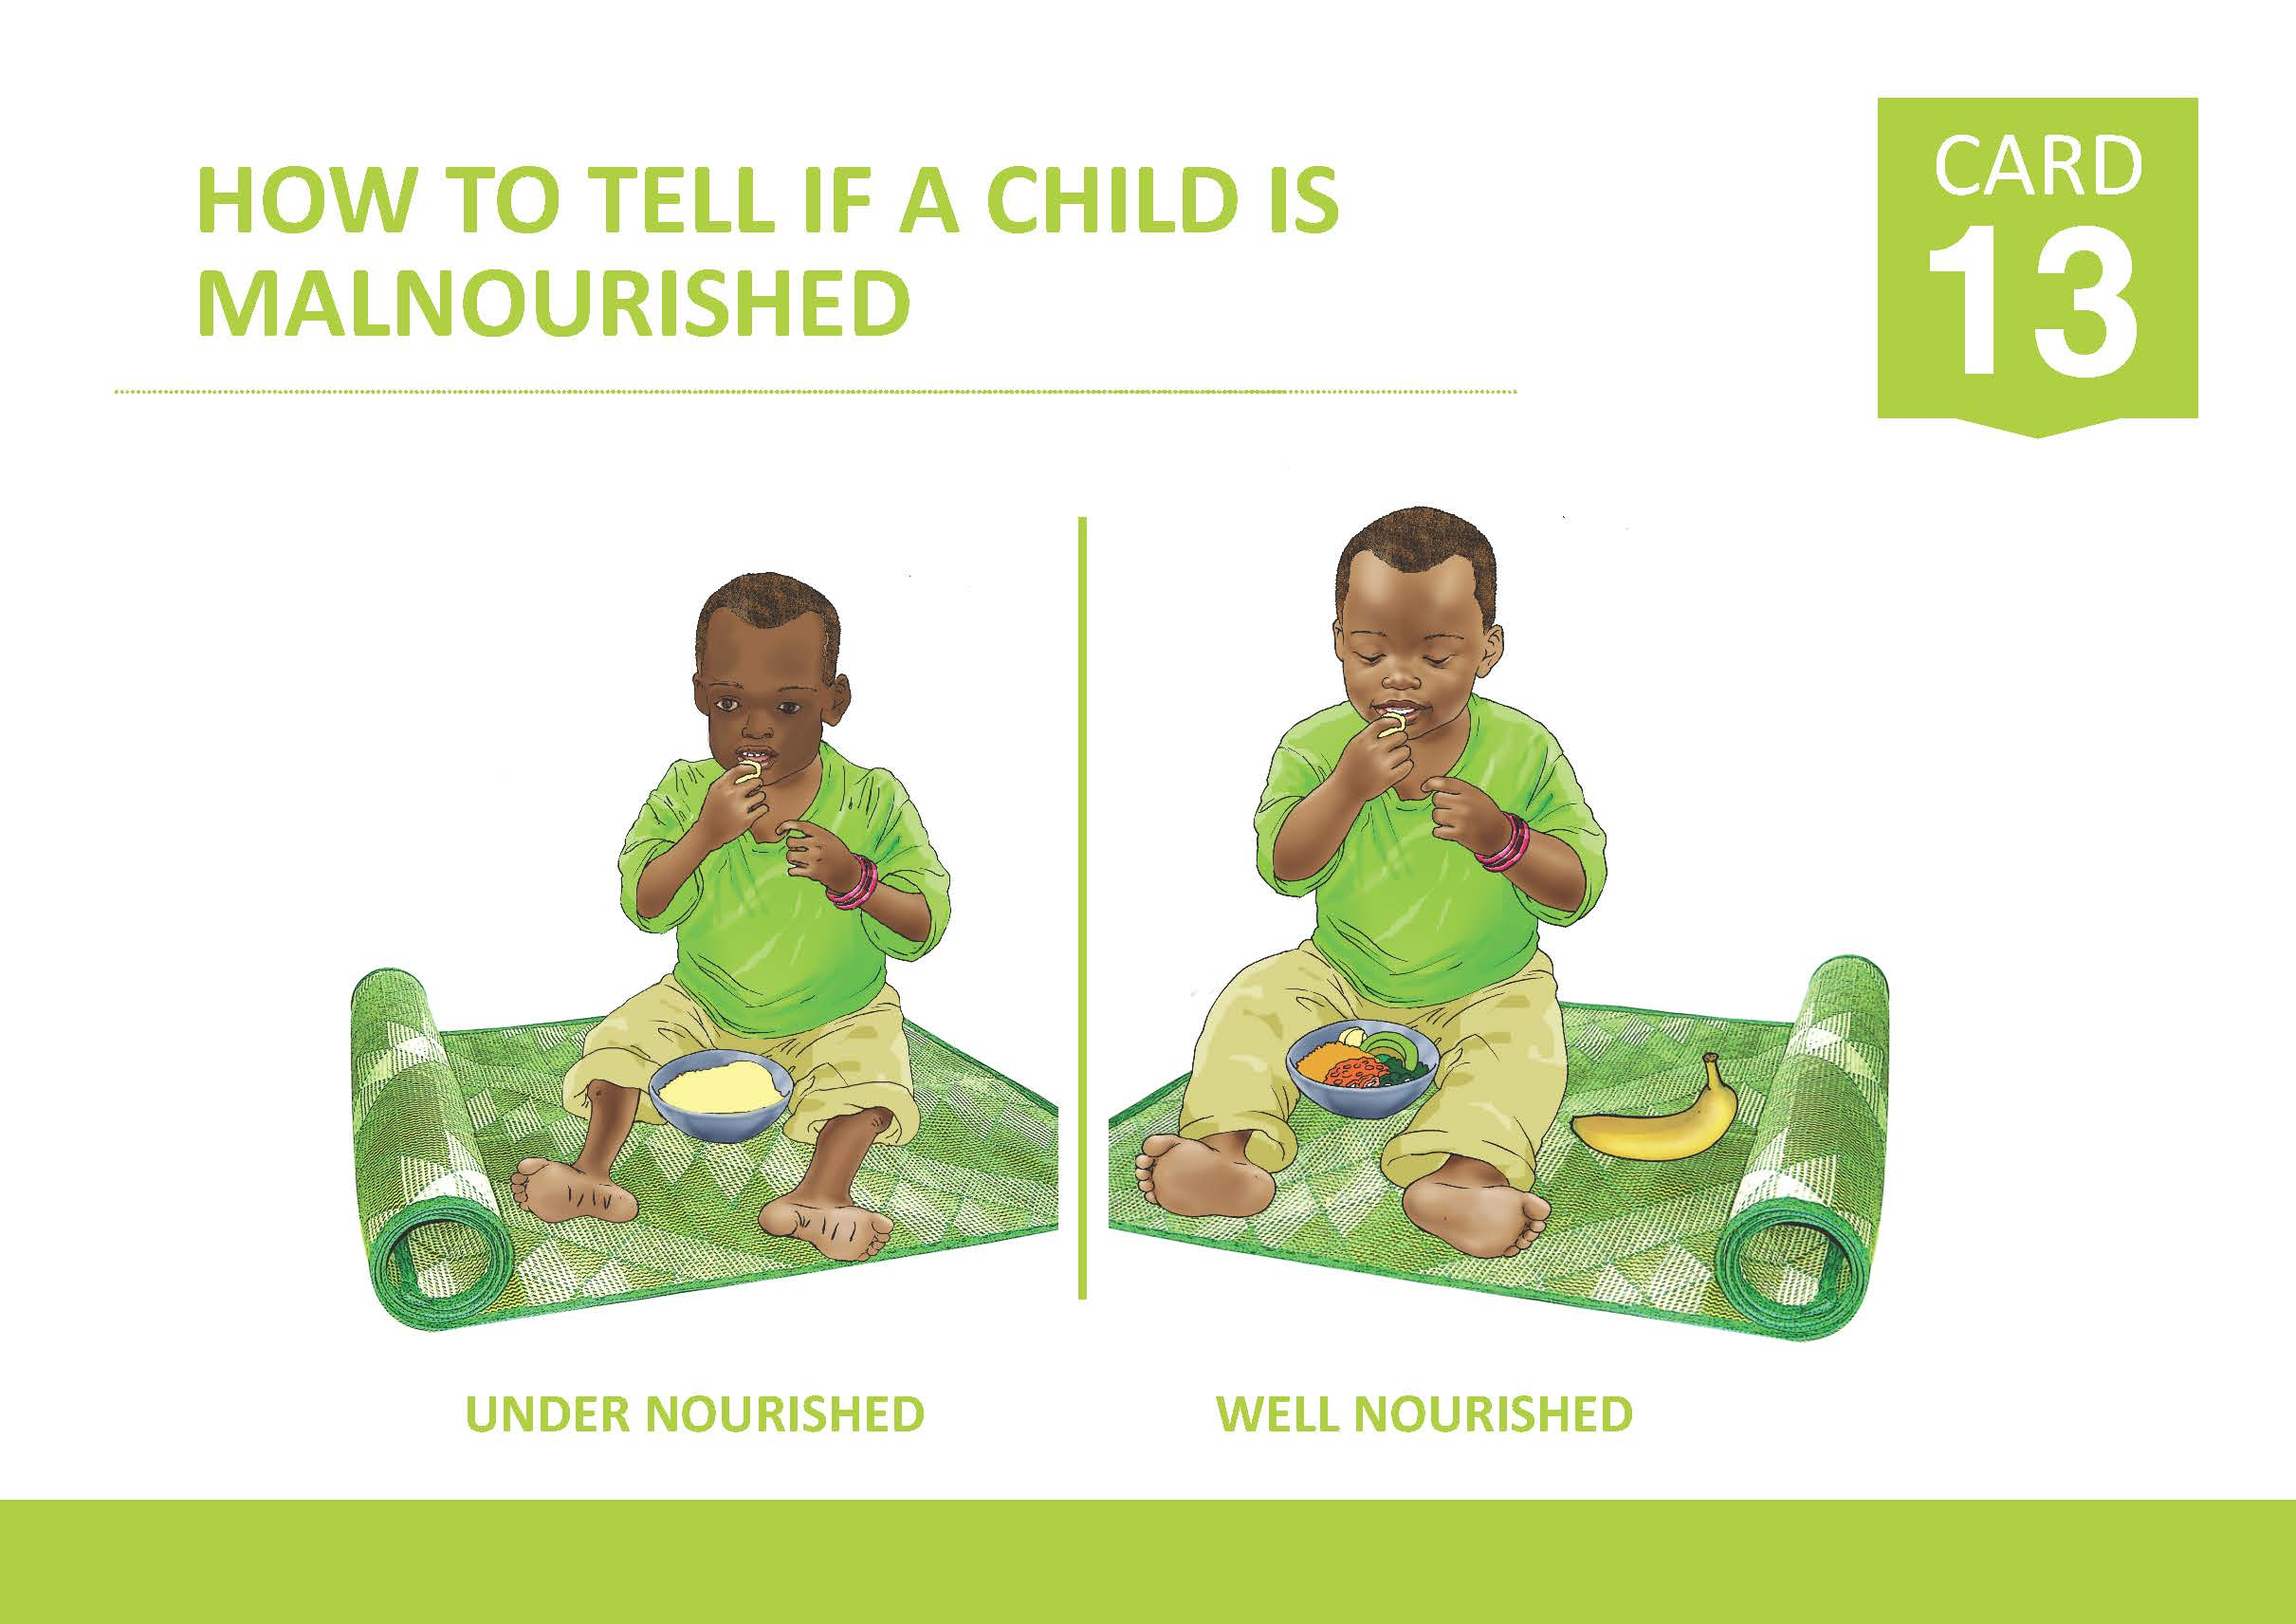 HOW TO TELL IF A CHILD IS
MALNOURISHED
CARD
13
UNDER NOURISHED
WELL NOURISHED